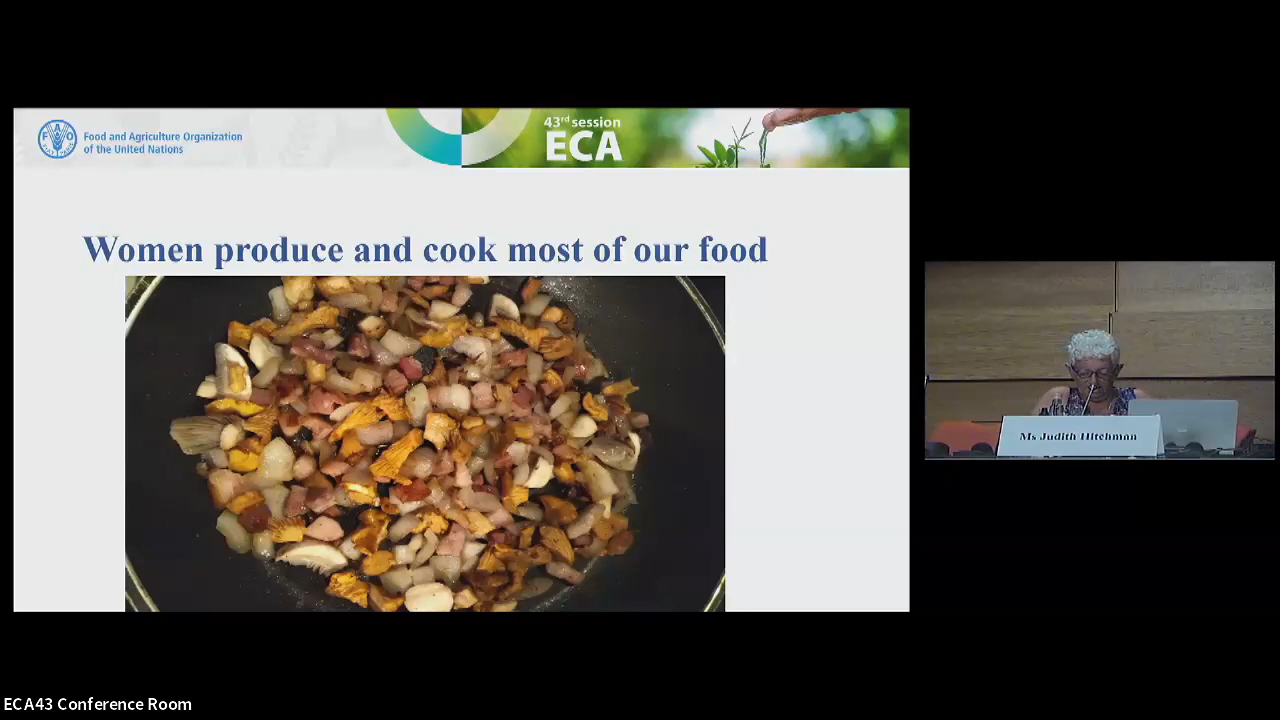 Food and Agriculture Organization
of the United Nations
43rd session
ECA
Women produce and cook most of our food
Ms Judith Hitchman
ECA43 Conference Room